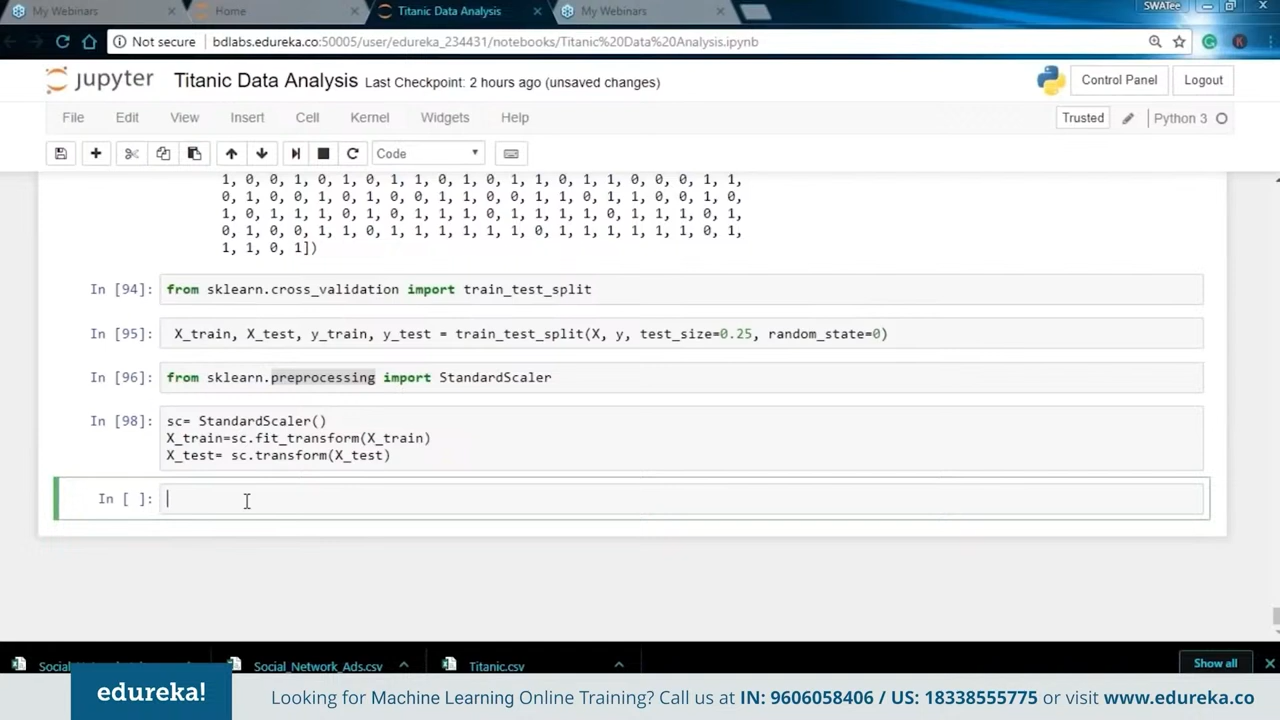 My Webinars
Home
Titanic Data Analysis
My Webinars
SWATee
Not secure
bdlabs.edureka.co:50005/user/edureka_234431/notebooks/Titanic%20Data%20Analysis.ipynb
jupyter
Titanic Data Analysis Last Checkpoint: 2 hours ago (unsaved changes)
Control Panel
Logout
File
Edit
View
Insert
Cell
Kernel
Widgets
Help
Trusted
Python 3
Code
1, 0, 0, 1, 0, 1, 0, 1, 1, 0, 1, 0, 1, 1, 0, 1, 1, 0, 0, 0, 1, 1,
0, 1, 0, 0, 1, 0, 0, 0, 0, 1, 1, 0, 1, 0, 1, 1, 0, 1, 1, 0, 1, 0,
1, 0, 1, 1, 1, 0, 1, 0, 1, 1, 1, 0, 1, 0, 0, 0, 1, 1, 1, 1, 0, 1,
0, 1, 0, 0, 1, 1, 0, 1, 1, 1, 1, 1, 1, 0, 1, 1, 1, 1, 1, 1, 0, 1,
1, 1, 0, 1])
In [94]:
from sklearn.cross_validation import train_test_split
In [95]:
X_train, X_test, y_train, y_test = train_test_split(X, y, test_size=0.25, random_state=0)
In [96]:
from sklearn.preprocessing import StandardScaler
In [98]:
sc= StandardScaler()
X_train=sc.fit_transform(X_train)
X_test= sc.transform(X_test)
In [ ]:
Social_Network_Ads.csv
Titanic.csv
Show all
edureka!
Looking for Machine Learning Online Training? Call us at IN: 9606058406 / US: 18338555775 or visit www.edureka.co